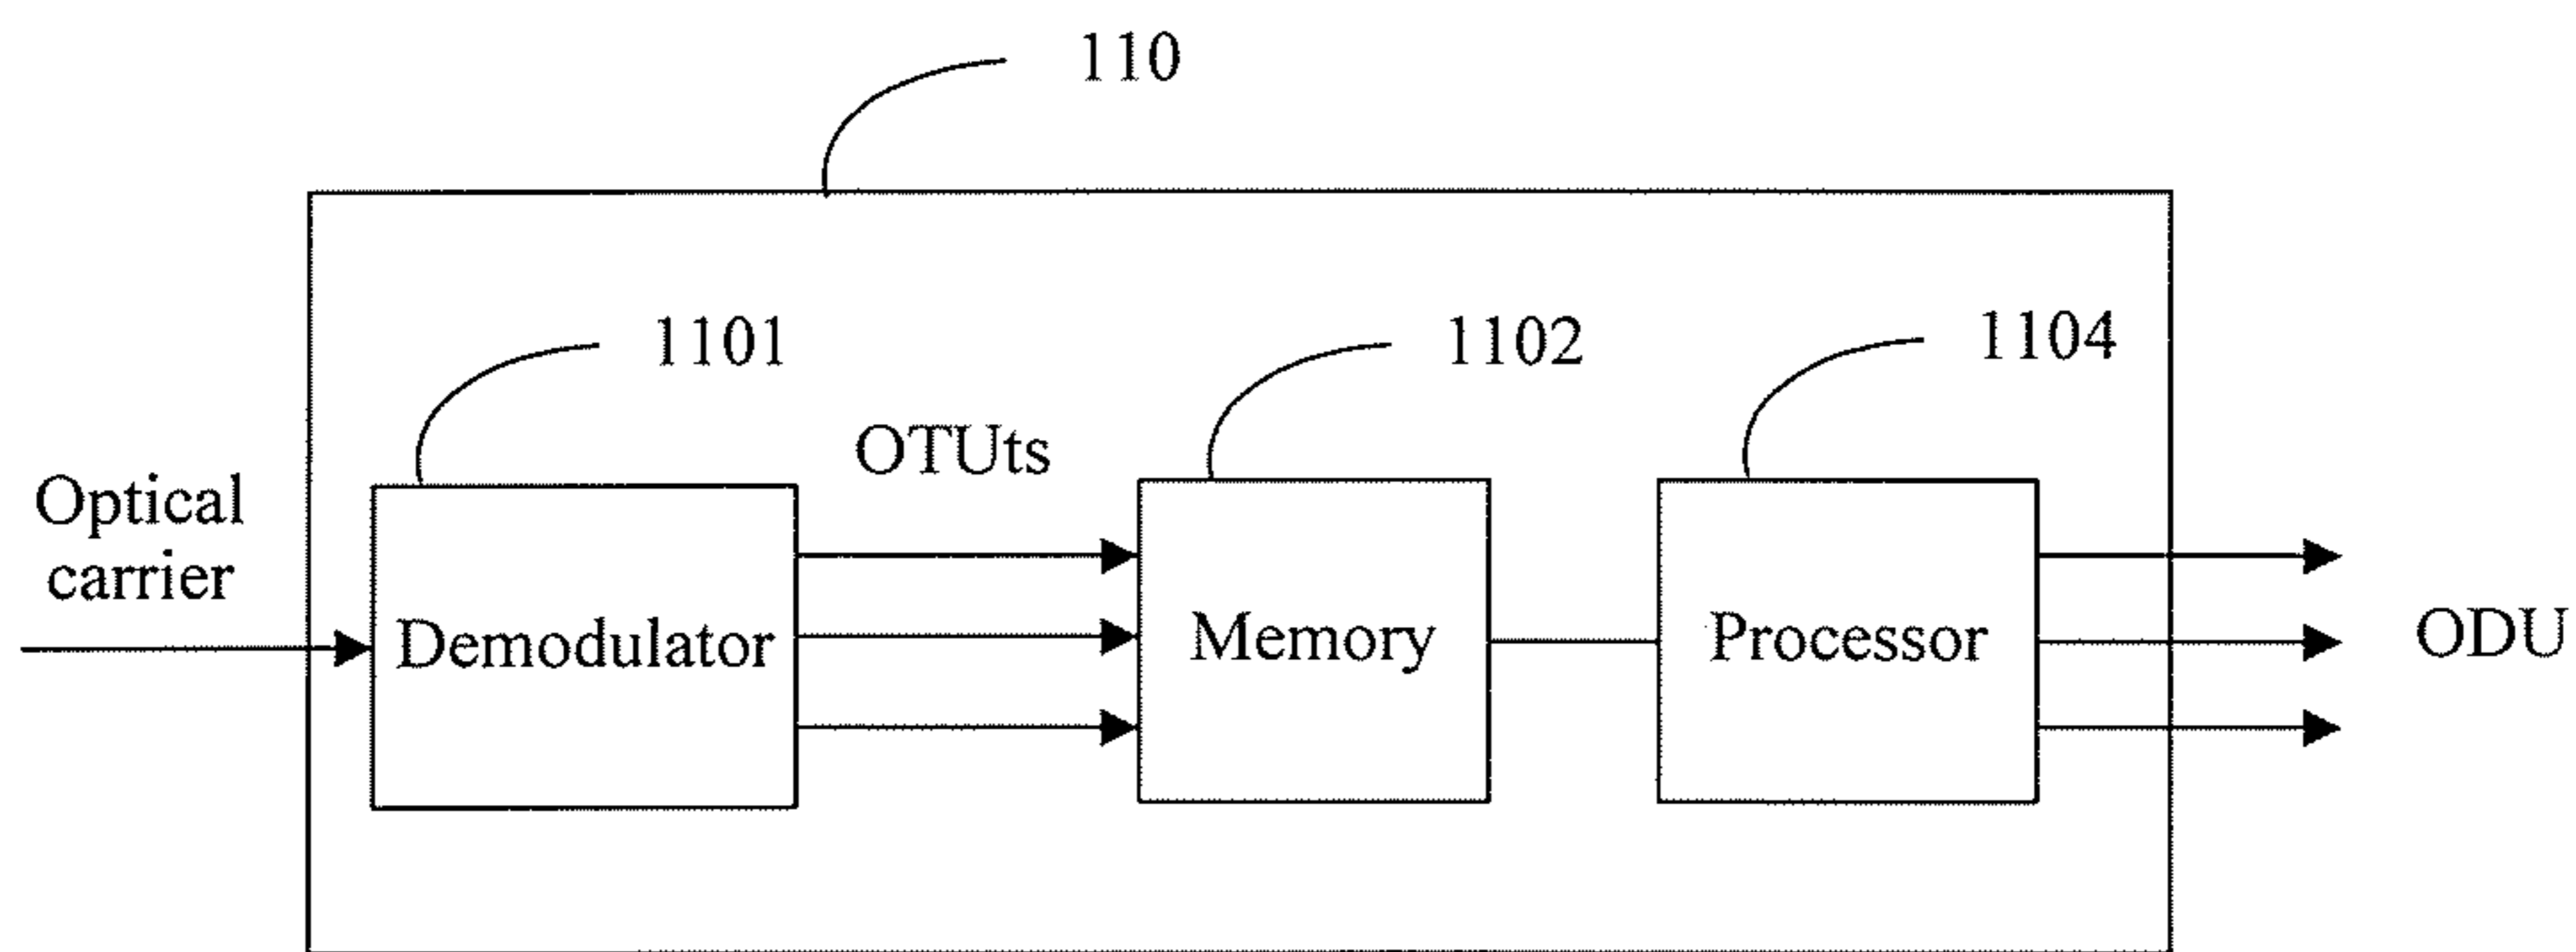 110
1101
1102
1104
OTUts
Optical
carrier
Demodulator
Memory
Processor
ODU